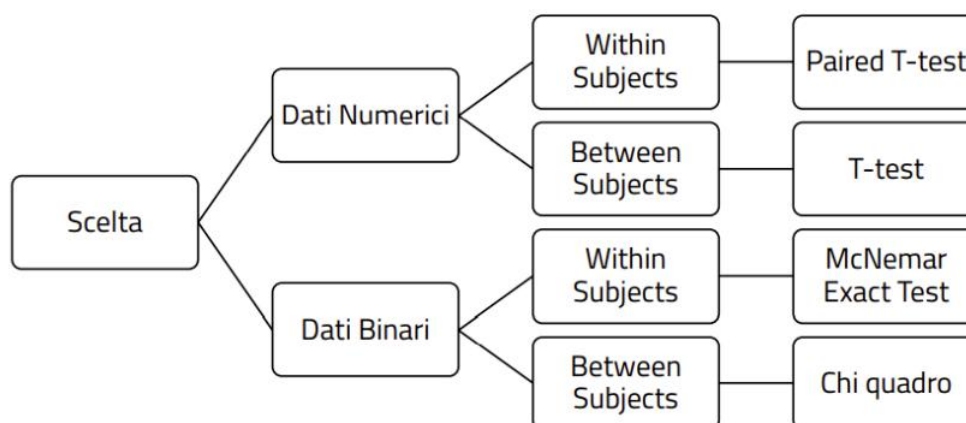 Scelta
Dati Numerici
Within
Subjects
Paired T-test
Between
Subjects
T-test
Dati Binari
Within
Subjects
McNemar
Exact Test
Between
Subjects
Chi quadro